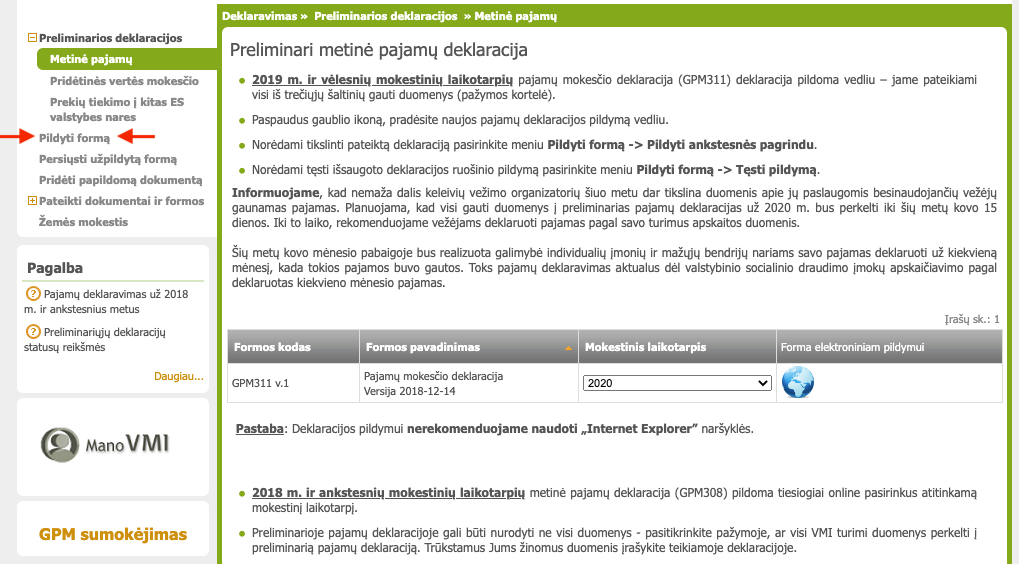 Preliminarios deklaracijos
Metinė pajamų
Pridėtinės vertės mokesčio
Prekių tiekimo į kitas ES
valstybes nares
Pildyti formą
Persiųsti užpildytą formą
Pridėti papildomą dokumentą
Pateikti dokumentai ir formos
Žemės mokestis
Pagalba
Pajamų deklaravimas už 2018
m. ir ankstesnius metus
Preliminariųjų deklaracijų
statusų reikšmės
Daugiau...
Mano VMI
GPM sumokėjimas
Deklaravimas » Preliminarios deklaracijos » Metinė pajamų
Preliminari metinė pajamų deklaracija
2019 m. ir vėlesnių mokestinių laikotarpių pajamų mokesčio deklaracija (GPM311) deklaracija pildoma vedliu – jame pateikiami
visi iš trečiųjų šaltinių gauti duomenys (pažymos kortelė).
Paspaudus gaublio ikoną, pradėsite naujos pajamų deklaracijos pildymą vedliu.
Norėdami tikslinti pateiktą deklaraciją pasirinkite meniu Pildyti formą -> Pildyti ankstesnės pagrindu.
Norėdami tęsti išsaugoto deklaracijos ruošinio pildymą pasirinkite meniu Pildyti formą -> Tęsti pildymą.
Informuojame, kad nemaža dalis keleivių vežimo organizatorių šiuo metu dar tikslina duomenis apie jų paslaugomis besinaudojančių vežėjų
gaunamas pajamas. Planuojama, kad visi gauti duomenys į preliminarias pajamų deklaracijas už 2020 m. bus perkelti iki šių metų kovo 15
dienos. Iki to laiko, rekomenduojame vežėjams deklaruoti pajamas pagal savo turimus apskaitos duomenis.
Šių metų kovo mėnesio pabaigoje bus realizuota galimybė individualių įmonių ir mažųjų bendrijų nariams savo pajamas deklaruoti už kiekvieną
mėnesį, kada tokios pajamos buvo gautos. Toks pajamų deklaravimas aktualus dėl valstybinio socialinio draudimo įmokų apskaičiavimo pagal
deklaruotas kiekvieno mėnesio pajamas.
Įrašų sk.: 1
Formos kodas Formos pavadinimas Mokestinis laikotarpis Forma elektroniniam pildymui
GPM311 v.1 Pajamų mokesčio deklaracija 2020
Versija 2018-12-14
Pastaba: Deklaracijos pildymui nerekomenduojame naudoti „Internet Explorer” naršyklės.
2018 m. ir ankstesnių mokestinių laikotarpių metinė pajamų deklaracija (GPM308) pildoma tiesiogiai online pasirinkus atitinkamą
mokestinį laikotarpį.
Preliminarioje pajamų deklaracijoje gali būti nurodyti ne visi duomenys - pasitikrinkite pažymoje, ar visi VMI turimi duomenys perkelti į
preliminarią pajamų deklaraciją. Trūkstamus Jums žinomus duomenis įrašykite teikiamoje deklaracijoje.